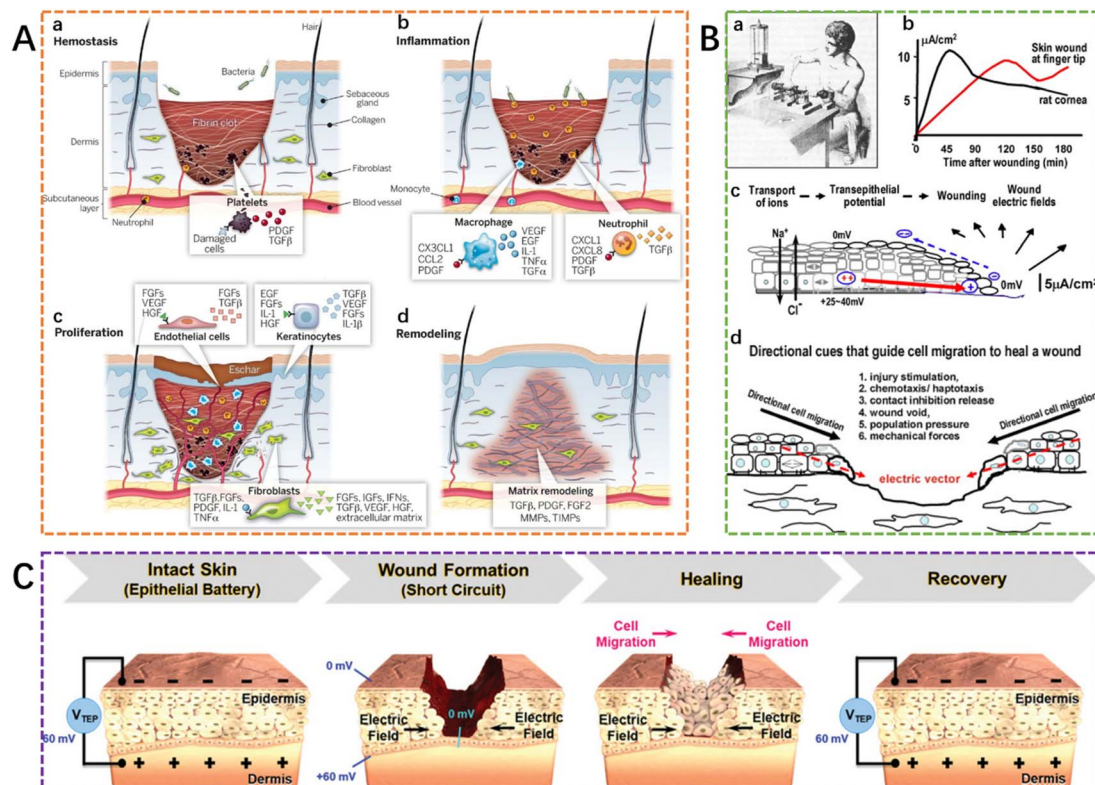 A
a
Hemostasis
Hair
Bacteria
Epidermis
Sebaceous gland
Fibrin clot
Collagen
Dermis
Fibroblast
Subcutaneous layer
Platelets
Blood vessel
Neutrophil
Damaged cells
PDGF
TGFβ
b
Inflammation
Monocyte
Macrophage
CX3CL1
CCL2
PDGF
VEGF
EGF
IL-1
TNFα
TGFα
Neutrophil
CXCL1
CXCL8
PDGF
TGFβ
TGFβ
c
Proliferation
FGFs
VEGF
HGF
FGFs
TGFβ
Endothelial cells
EGF
FGFs
IL-1
HGF
TGFβ
VEGF
FGFs
IL-1β
Keratinocytes
Eschar
Fibroblasts
TGFβ,FGFs,
PDGF, IL-1
TNFα
FGFs, IGFs, IFNs,
TGFβ, VEGF, HGF,
extracellular matrix
d
Remodeling
Matrix remodeling
TGFβ, PDGF, FGF2
MMPs, TIMPs
B
a
b
μA/cm²
10
5
Skin wound
at finger tip
rat cornea
0 45 90 120 150 180
Time after wounding (min)
c
Transport of ions
Transepithelial potential
Wounding
Wound electric fields
Na⁺
0mV
Cl⁻
+25~40mV
0mV
5μA/cm²
d
Directional cues that guide cell migration to heal a wound
1. injury stimulation,
2. chemotaxis/ haptotaxis
3. contact inhibition release
4. wound void,
5. population pressure
6. mechanical forces
Directional cell migration
Directional cell migration
electric vector
C
Intact Skin
(Epithelial Battery)
Wound Formation
(Short Circuit)
Healing
Recovery
V TEP
60 mV
Epidermis
Dermis
0 mV
0 mV
Electric Field
Electric Field
+60 mV
Cell Migration
Cell Migration
Electric Field
Electric Field
V TEP
60 mV
Epidermis
Dermis